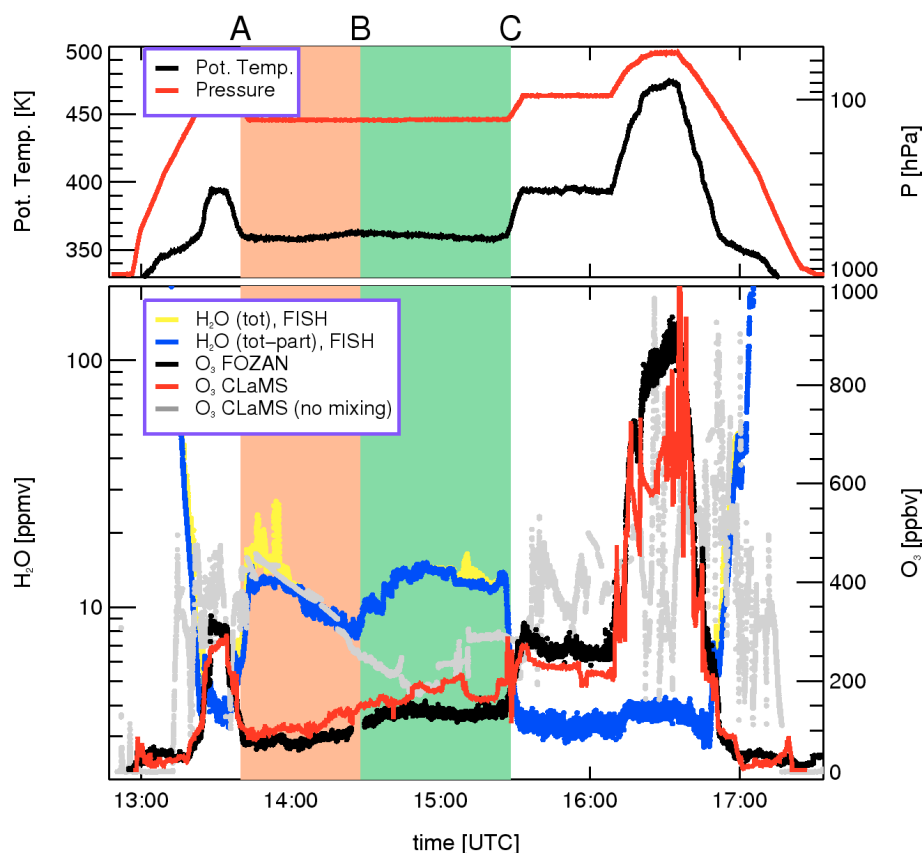 A B C
500
450
400
350
Pot. Temp. [K]
Pot. Temp.
Pressure
100
1000
P [hPa]
H₂O (tot), FISH
H₂O (tot–part), FISH
O₃ FOZAN
O₃ CLaMS
O₃ CLaMS (no mixing)
100
10
H₂O [ppmv]
1000
800
600
400
200
0
O₃ [ppbv]
13:00 14:00 15:00 16:00 17:00
time [UTC]